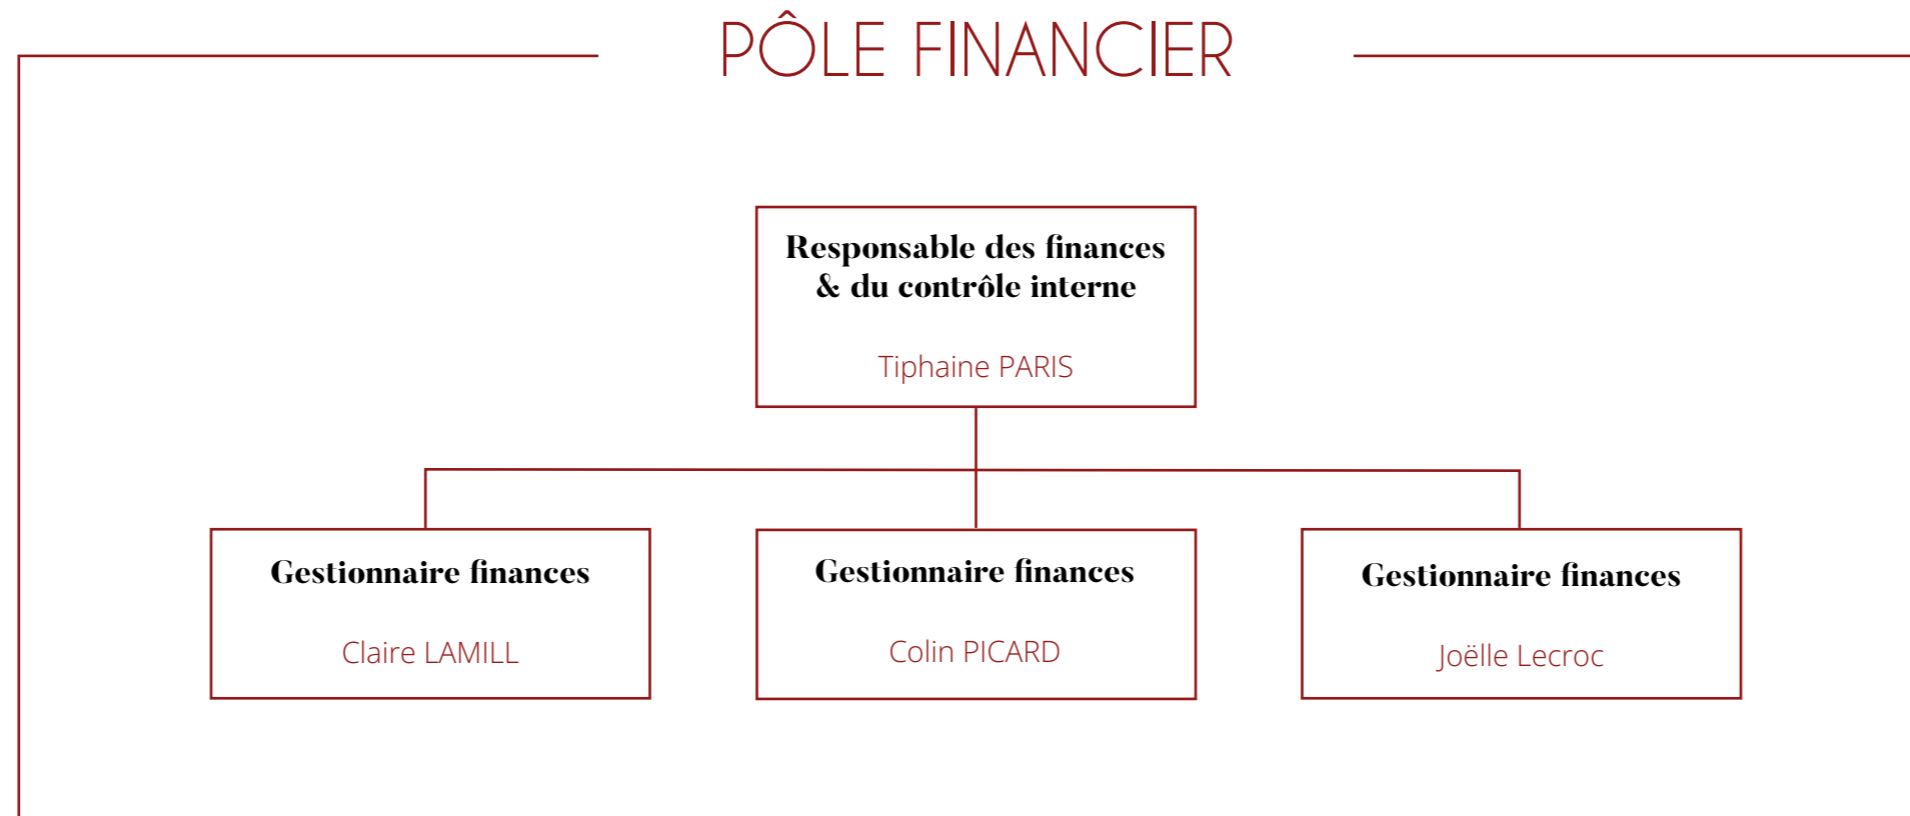 PÔLE FINANCIER
Responsable des finances
& du contrôle interne
Tiphaine PARIS
Gestionnaire finances
Claire LAMILL
Gestionnaire finances
Colin PICARD
Gestionnaire finances
Joëlle Lecroc